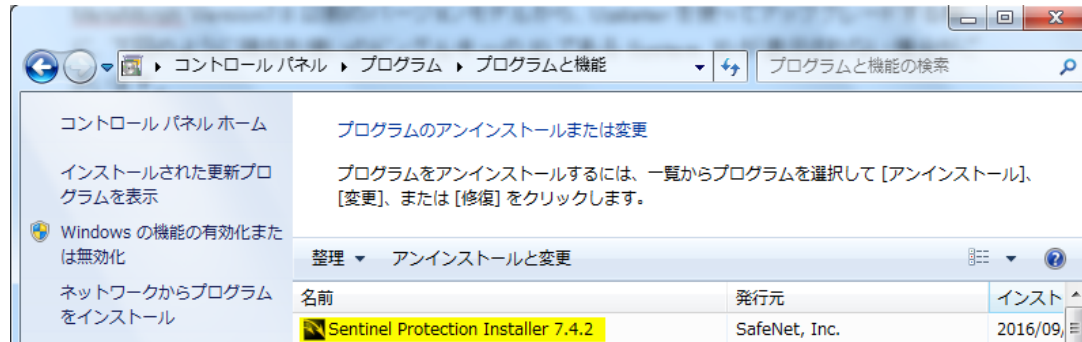 コントロール パネル ▸ プログラム ▸ プログラムと機能
プログラムと機能の検索
コントロール パネル ホーム
インストールされた更新プロ
グラムを表示
Windows の機能の有効化また
は無効化
ネットワークからプログラム
をインストール
プログラムのアンインストールまたは変更
プログラムをアンインストールするには、一覧からプログラムを選択して [アンインストール]、
[変更]、または [修復] をクリックします。
整理 ▼ アンインストールと変更
名前 発行元 インスト
Sentinel Protection Installer 7.4.2 SafeNet, Inc. 2016/09/